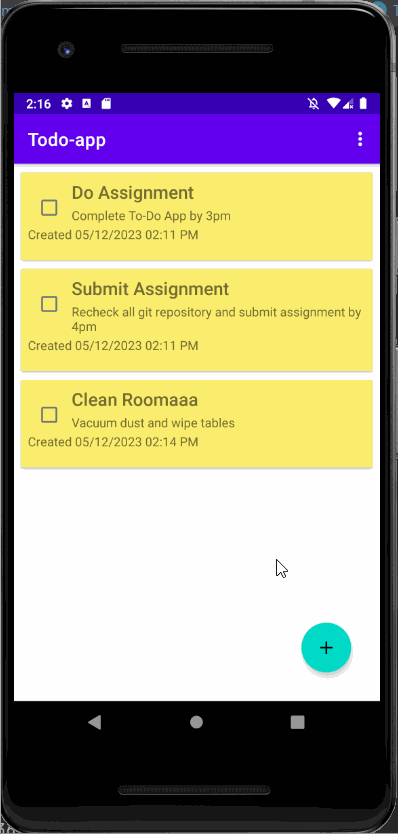 2:16
Todo-app
Do Assignment
Complete To-Do App by 3pm
Created 05/12/2023 02:11 PM
Submit Assignment
Recheck all git repository and submit assignment by
4pm
Created 05/12/2023 02:11 PM
Clean Roomaaa
Vacuum dust and wipe tables
Created 05/12/2023 02:14 PM
+